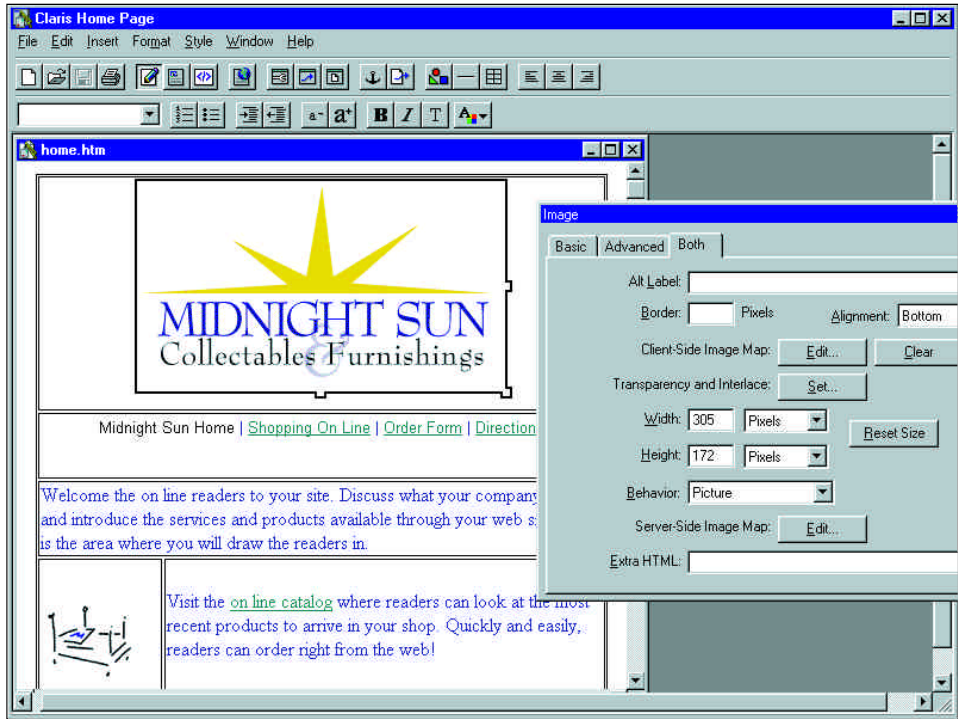 Claris Home Page
File Edit Insert Format Style Window Help
a- a+ B I T A
home.htm
MIDNIGHT SUN
&
Collectables Furnishings
Midnight Sun Home | Shopping On Line | Order Form | Direction
Welcome the on line readers to your site. Discuss what your company
and introduce the services and products available through your web s
is the area where you will draw the readers in.
Visit the on line catalog where readers can look at the most
recent products to arrive in your shop. Quickly and easily,
readers can order right from the web!
Image
Basic Advanced Both
Alt Label:
Border: Pixels Alignment: Bottom
Client-Side Image Map: Edit... Clear
Transparency and Interlace: Set...
Width: 305 Pixels
Reset Size
Height: 172 Pixels
Behavior: Picture
Server-Side Image Map: Edit...
Extra HTML: